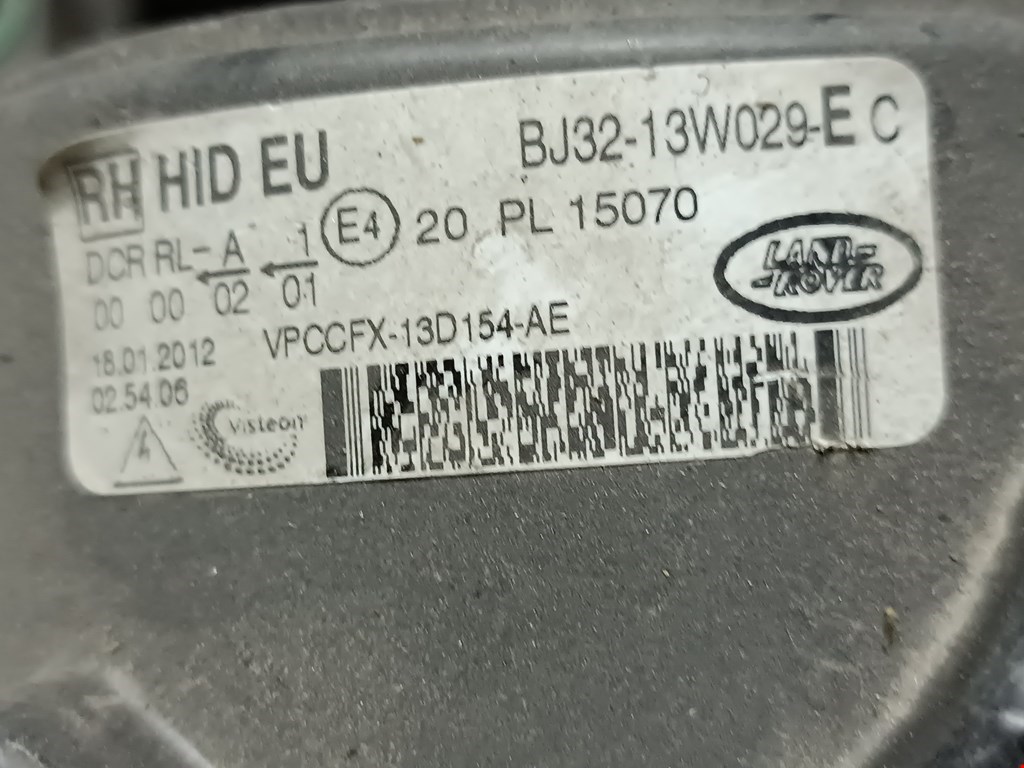 RH HID EU BJ32-13W029-E C
DCR RL-A 1 E4 20 PL 15070
00 00 02 01
LAND-
-ROVER
18.01.2012 VPCCFX-13D154-AE
02.54.06
Visteon